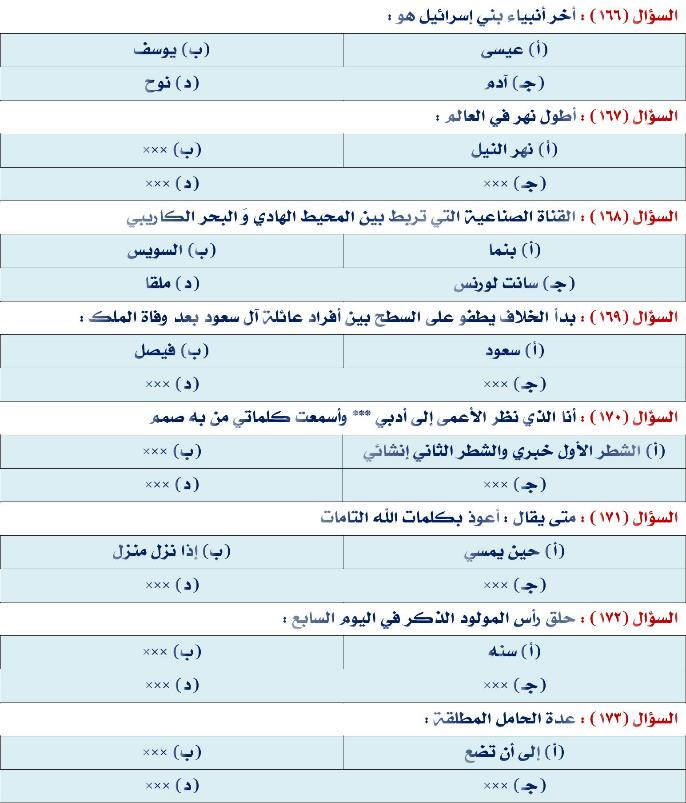 السؤال (١٦٦) : أخر أنبياء بني إسرائيل هو :
(أ) عيسى (ب) يوسف
(جـ) آدم (د) نوح
السؤال (١٦٧) : أطول نهر في العالم :
(أ) نهر النيل (ب) ×××
(جـ) ××× (د) ×××
السؤال (١٦٨) : القناة الصناعية التي تربط بين المحيط الهادي وَ البحر الكاريبي
(أ) بنما (ب) السويس
(جـ) سانت لورنس (د) ملقا
السؤال (١٦٩) : بدأ الخلاف يطفو على السطح بين أفراد عائلة آل سعود بعد وفاة الملك :
(أ) سعود (ب) فيصل
(جـ) ××× (د) ×××
السؤال (١٧٠) : أنا الذي نظر الأعمى إلى أدبي *** وأسمعت كلماتي من به صمم
(أ) الشطر الأول خبري والشطر الثاني إنشائي (ب) ×××
(جـ) ××× (د) ×××
السؤال (١٧١) : متى يقال : أعوذ بكلمات الله التامات
(أ) حين يمسي (ب) إذا نزل منزل
(جـ) ××× (د) ×××
السؤال (١٧٢) : حلق رأس المولود الذكر في اليوم السابع :
(أ) سنه (ب) ×××
(جـ) ××× (د) ×××
السؤال (١٧٣) : عدة الحامل المطلقة :
(أ) إلى أن تضع (ب) ×××
(جـ) ××× (د) ×××